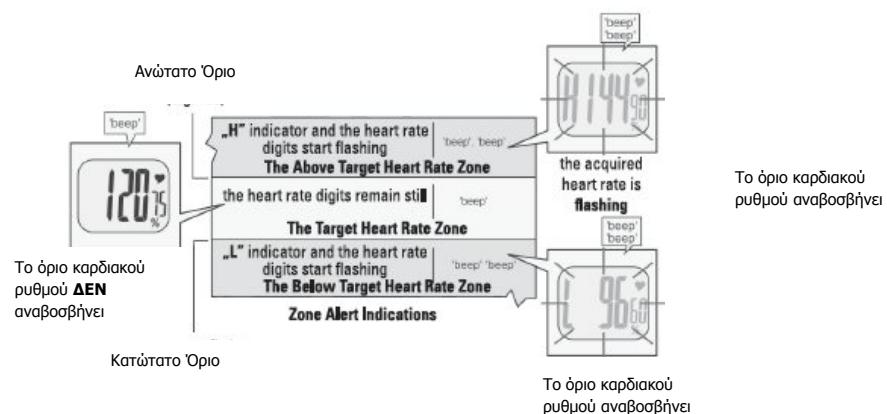 'beep'
'beep'
Ανώτατο Όριο
H144
90
'beep'
„H" indicator and the heart rate
digits start flashing
'beep', 'beep'
The Above Target Heart Rate Zone
the acquired
heart rate is
flashing
Το όριο καρδιακού
ρυθμού αναβοσβήνει
120
75
%
the heart rate digits remain still
'beep'
The Target Heart Rate Zone
'beep'
'beep'
„L" indicator and the heart rate
digits start flashing
'beep' 'beep'
The Below Target Heart Rate Zone
L 96
60
Το όριο καρδιακού
ρυθμού ΔΕΝ
αναβοσβήνει
Zone Alert Indications
Κατώτατο Όριο
Το όριο καρδιακού
ρυθμού αναβοσβήνει